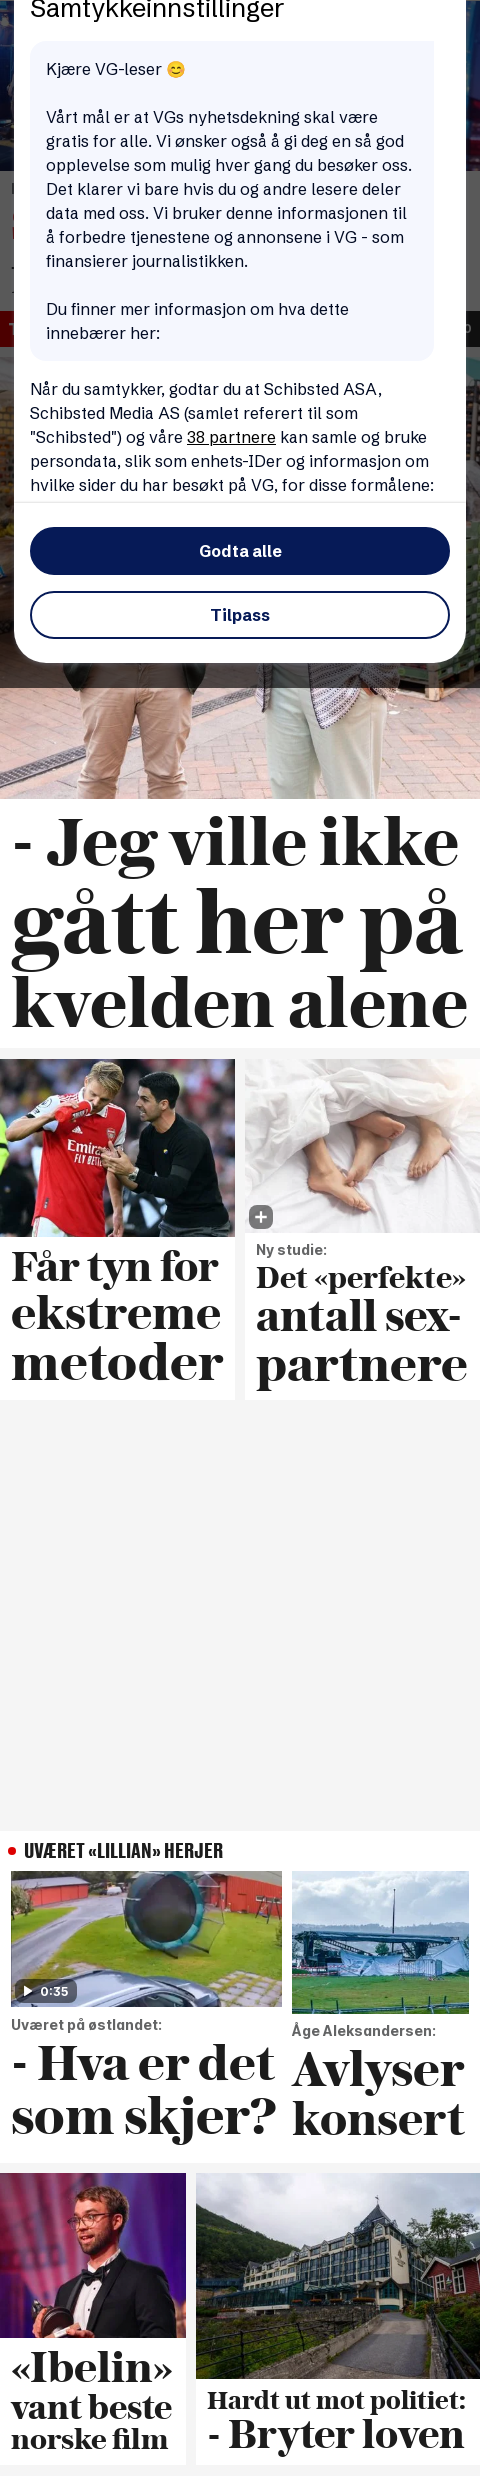 Samtykkeinnstillinger
Kjære VG-leser 😊
Vårt mål er at VGs nyhetsdekning skal være
gratis for alle. Vi ønsker også å gi deg en så god
opplevelse som mulig hver gang du besøker oss.
Det klarer vi bare hvis du og andre lesere deler
data med oss. Vi bruker denne informasjonen til
å forbedre tjenestene og annonsene i VG - som
finansierer journalistikken.
Du finner mer informasjon om hva dette
innebærer her:
Når du samtykker, godtar du at Schibsted ASA,
Schibsted Media AS (samlet referert til som
"Schibsted") og våre 38 partnere kan samle og bruke
persondata, slik som enhets-IDer og informasjon om
hvilke sider du har besøkt på VG, for disse formålene:
Godta alle
Tilpass
- Jeg ville ikke
gått her på
kvelden alene
Får tyn for
ekstreme
metoder
Ny studie:
Det «perfekte»
antall sex-
partnere
UVÆRET «LILLIAN» HERJER
0:35
Uværet på østlandet:
- Hva er det
som skjer?
Åge Aleksandersen:
Avlyser
konsert
«Ibelin»
vant beste
norske film
Hardt ut mot politiet:
- Bryter loven